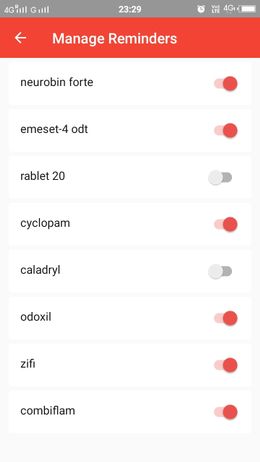 4G G 23:29 4G
Manage Reminders
neurobin forte
emeset-4 odt
rablet 20
cyclopam
caladryl
odoxil
zifi
combiflam